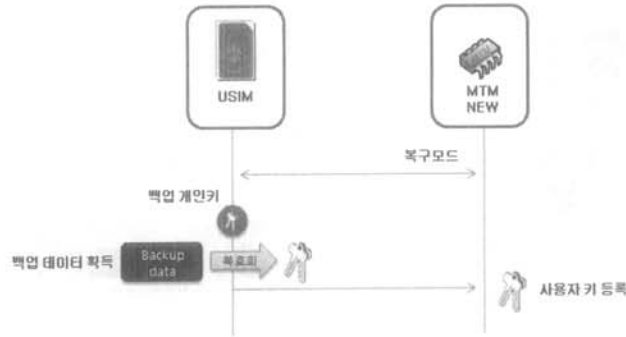 USIM
MTM
NEW
복구모드
백업 개인키
백업 데이터 획득
Backup
data
복호화
사용자 키 등록